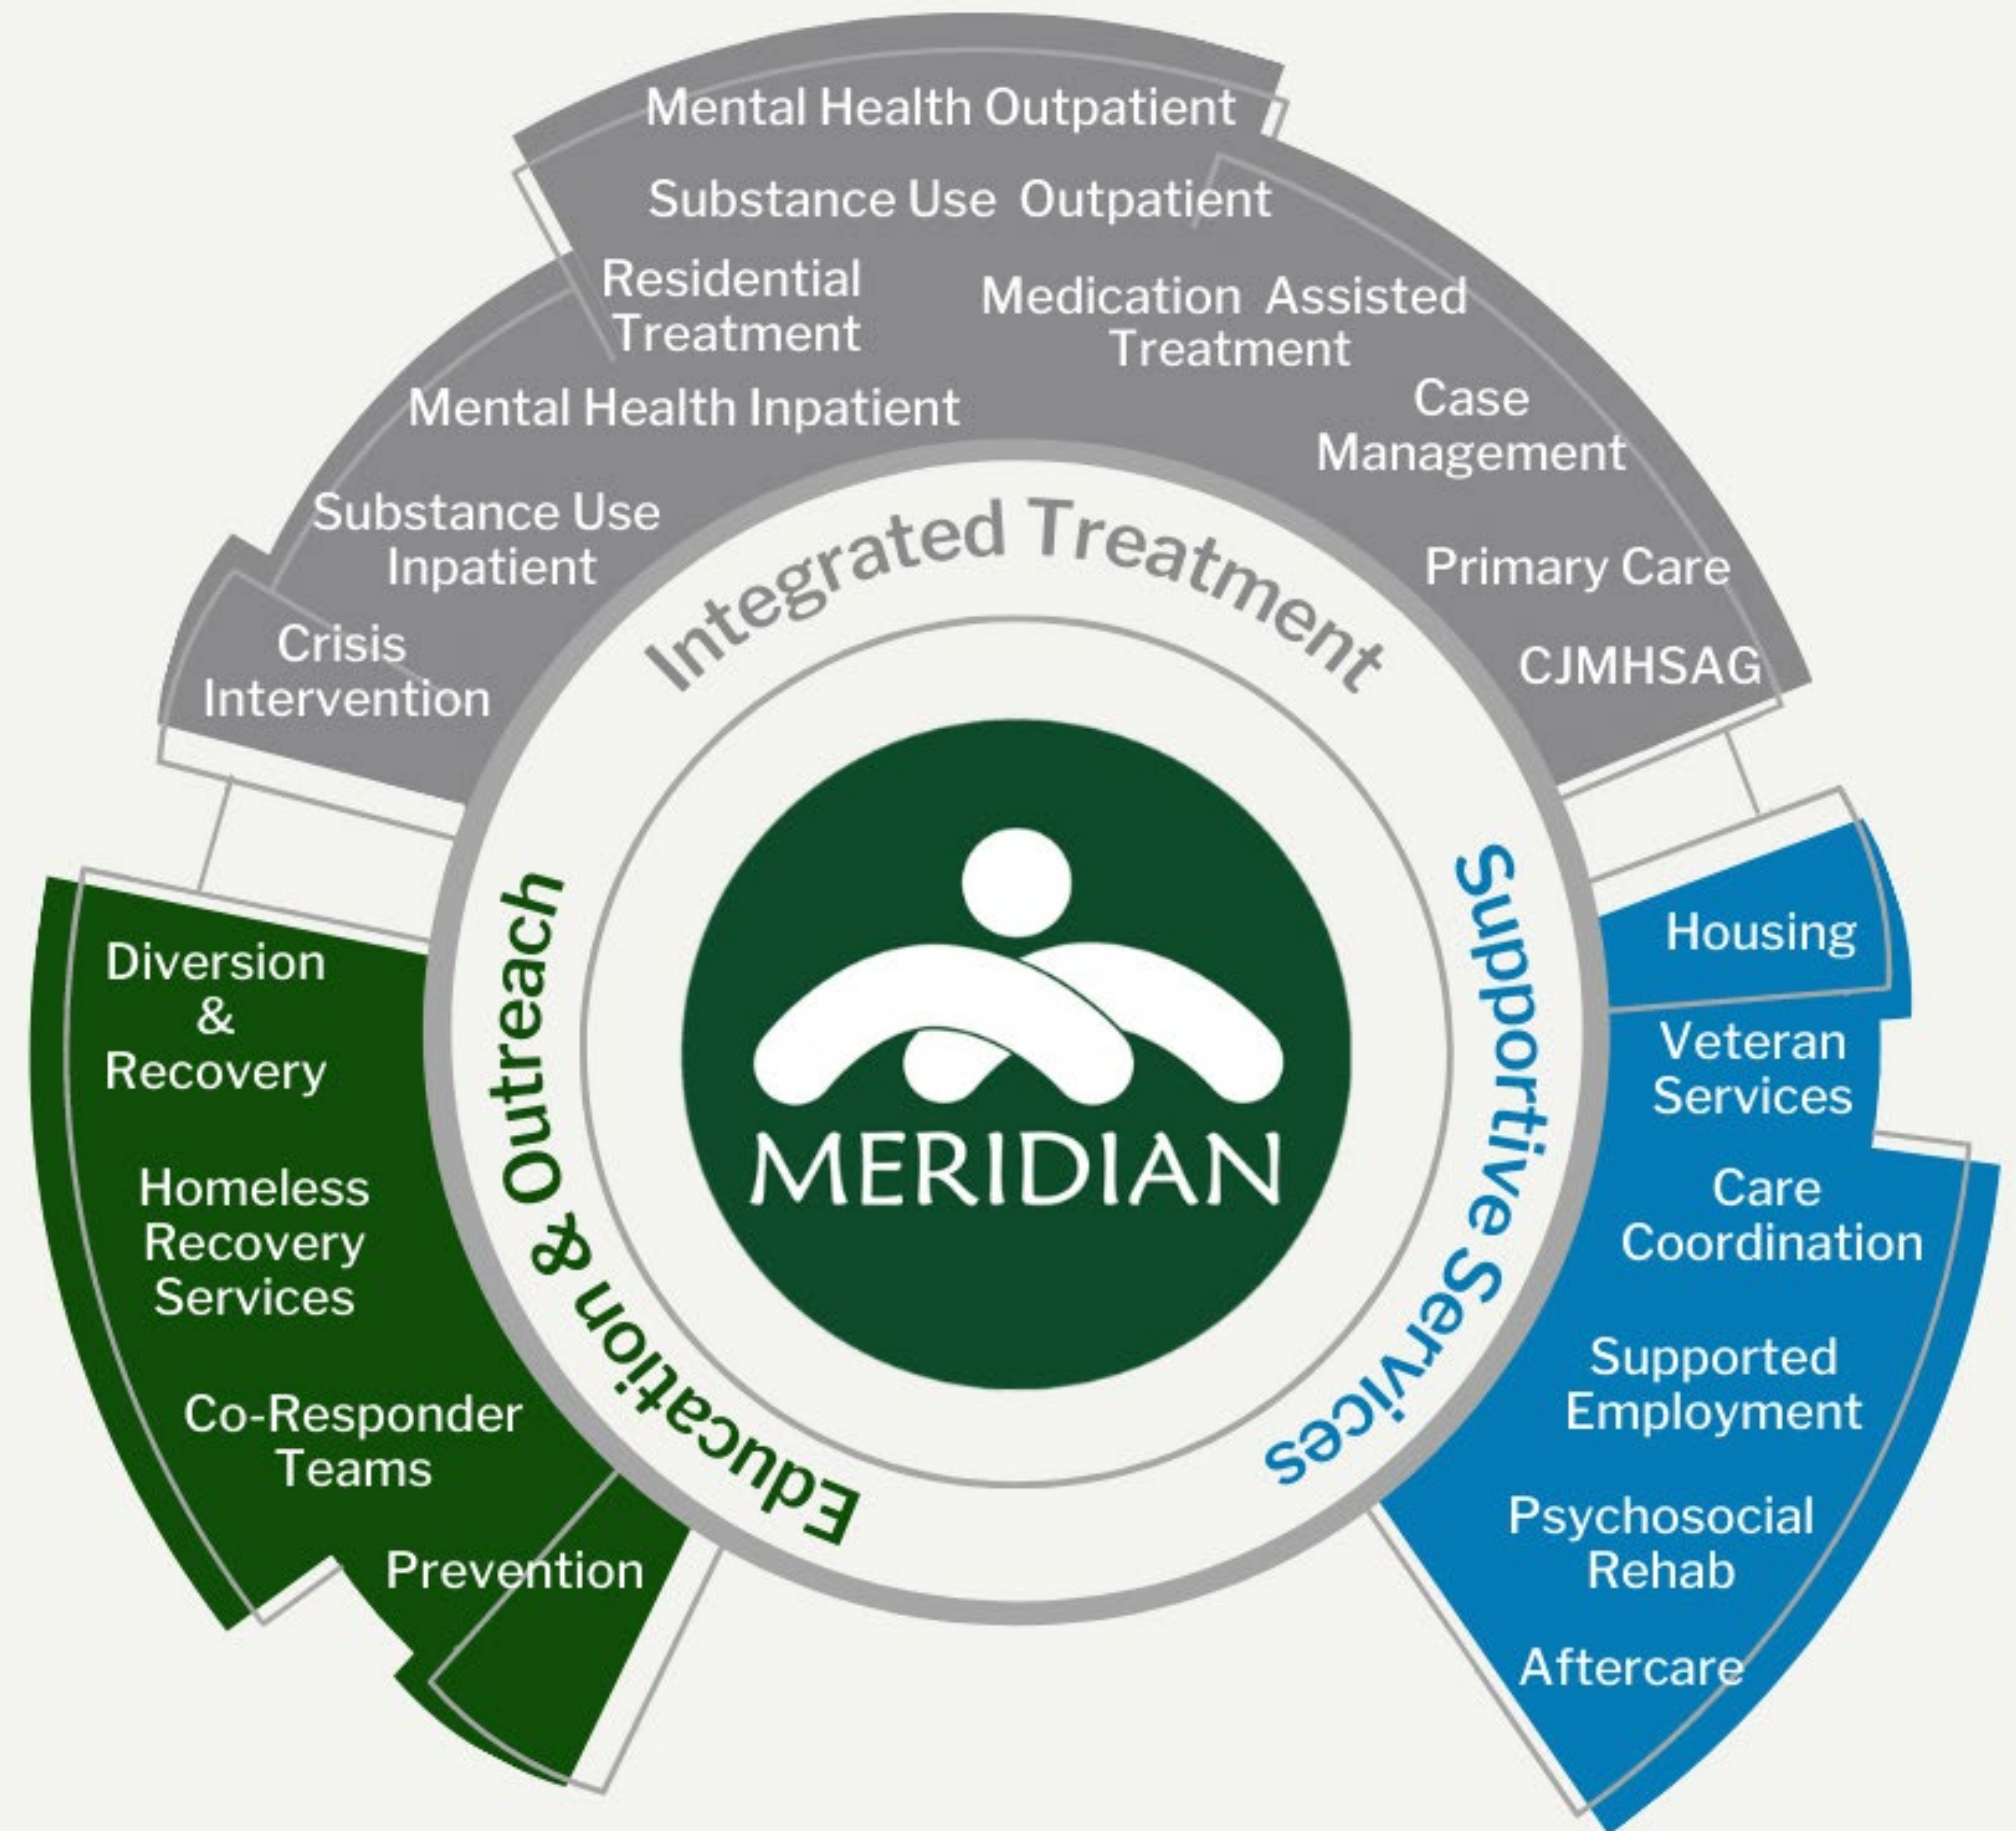 Mental Health Outpatient
Substance Use Outpatient
Residential
Treatment
Medication Assisted
Treatment
Mental Health Inpatient
Case
Management
Substance Use
Inpatient
Primary Care
Crisis
Intervention
CJMHSAG
Integrated Treatment
Education & Outreach
Supportive Services
MERIDIAN
Diversion
&
Recovery
Homeless
Recovery
Services
Co-Responder
Teams
Prevention
Housing
Veteran
Services
Care
Coordination
Supported
Employment
Psychosocial
Rehab
Aftercare